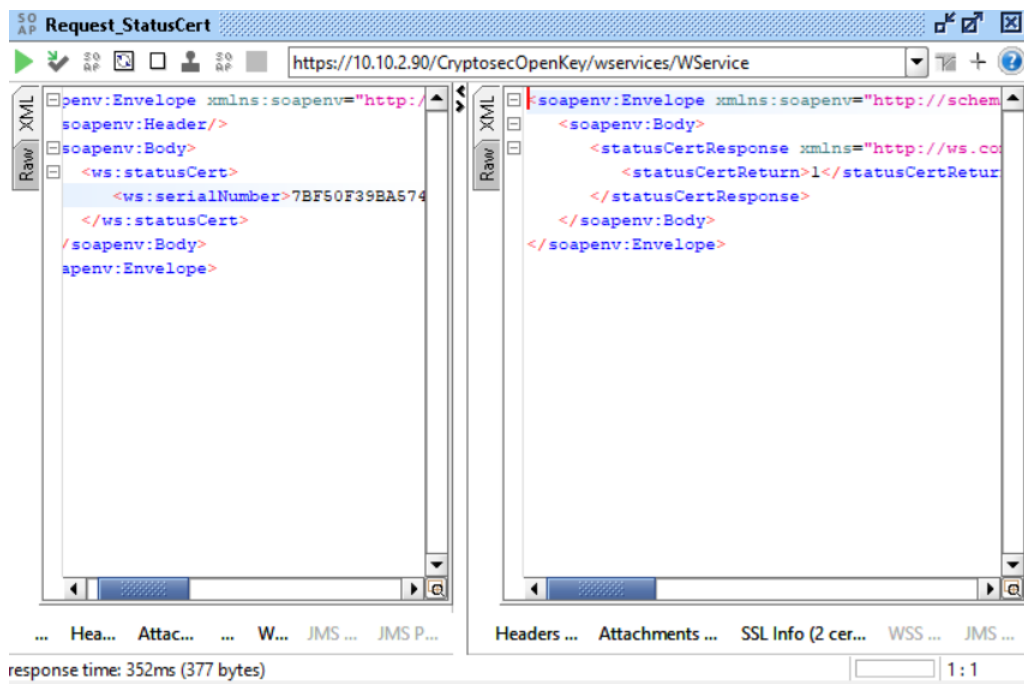 SO AP Request_StatusCert
https://10.10.2.90/CryptosecOpenKey/wservices/WService
XML
Raw
penv:Envelope xmlns:soapenv="http:/
soapenv:Header/>
soapenv:Body>
<ws:statusCert>
<ws:serialNumber>7BF50F39BA574
</ws:statusCert>
/soapenv:Body>
apenv:Envelope>
XML
Raw
<soapenv:Envelope xmlns:soapenv="http://schem
<soapenv:Body>
<statusCertResponse xmlns="http://ws.co
<statusCertReturn>1</statusCertRetur
</statusCertResponse>
</soapenv:Body>
</soapenv:Envelope>
... Hea... Attac... ... W... JMS ... JMS P...
Headers ... Attachments ... SSL Info (2 cer... WSS ... JMS ...
response time: 352ms (377 bytes)
1 : 1